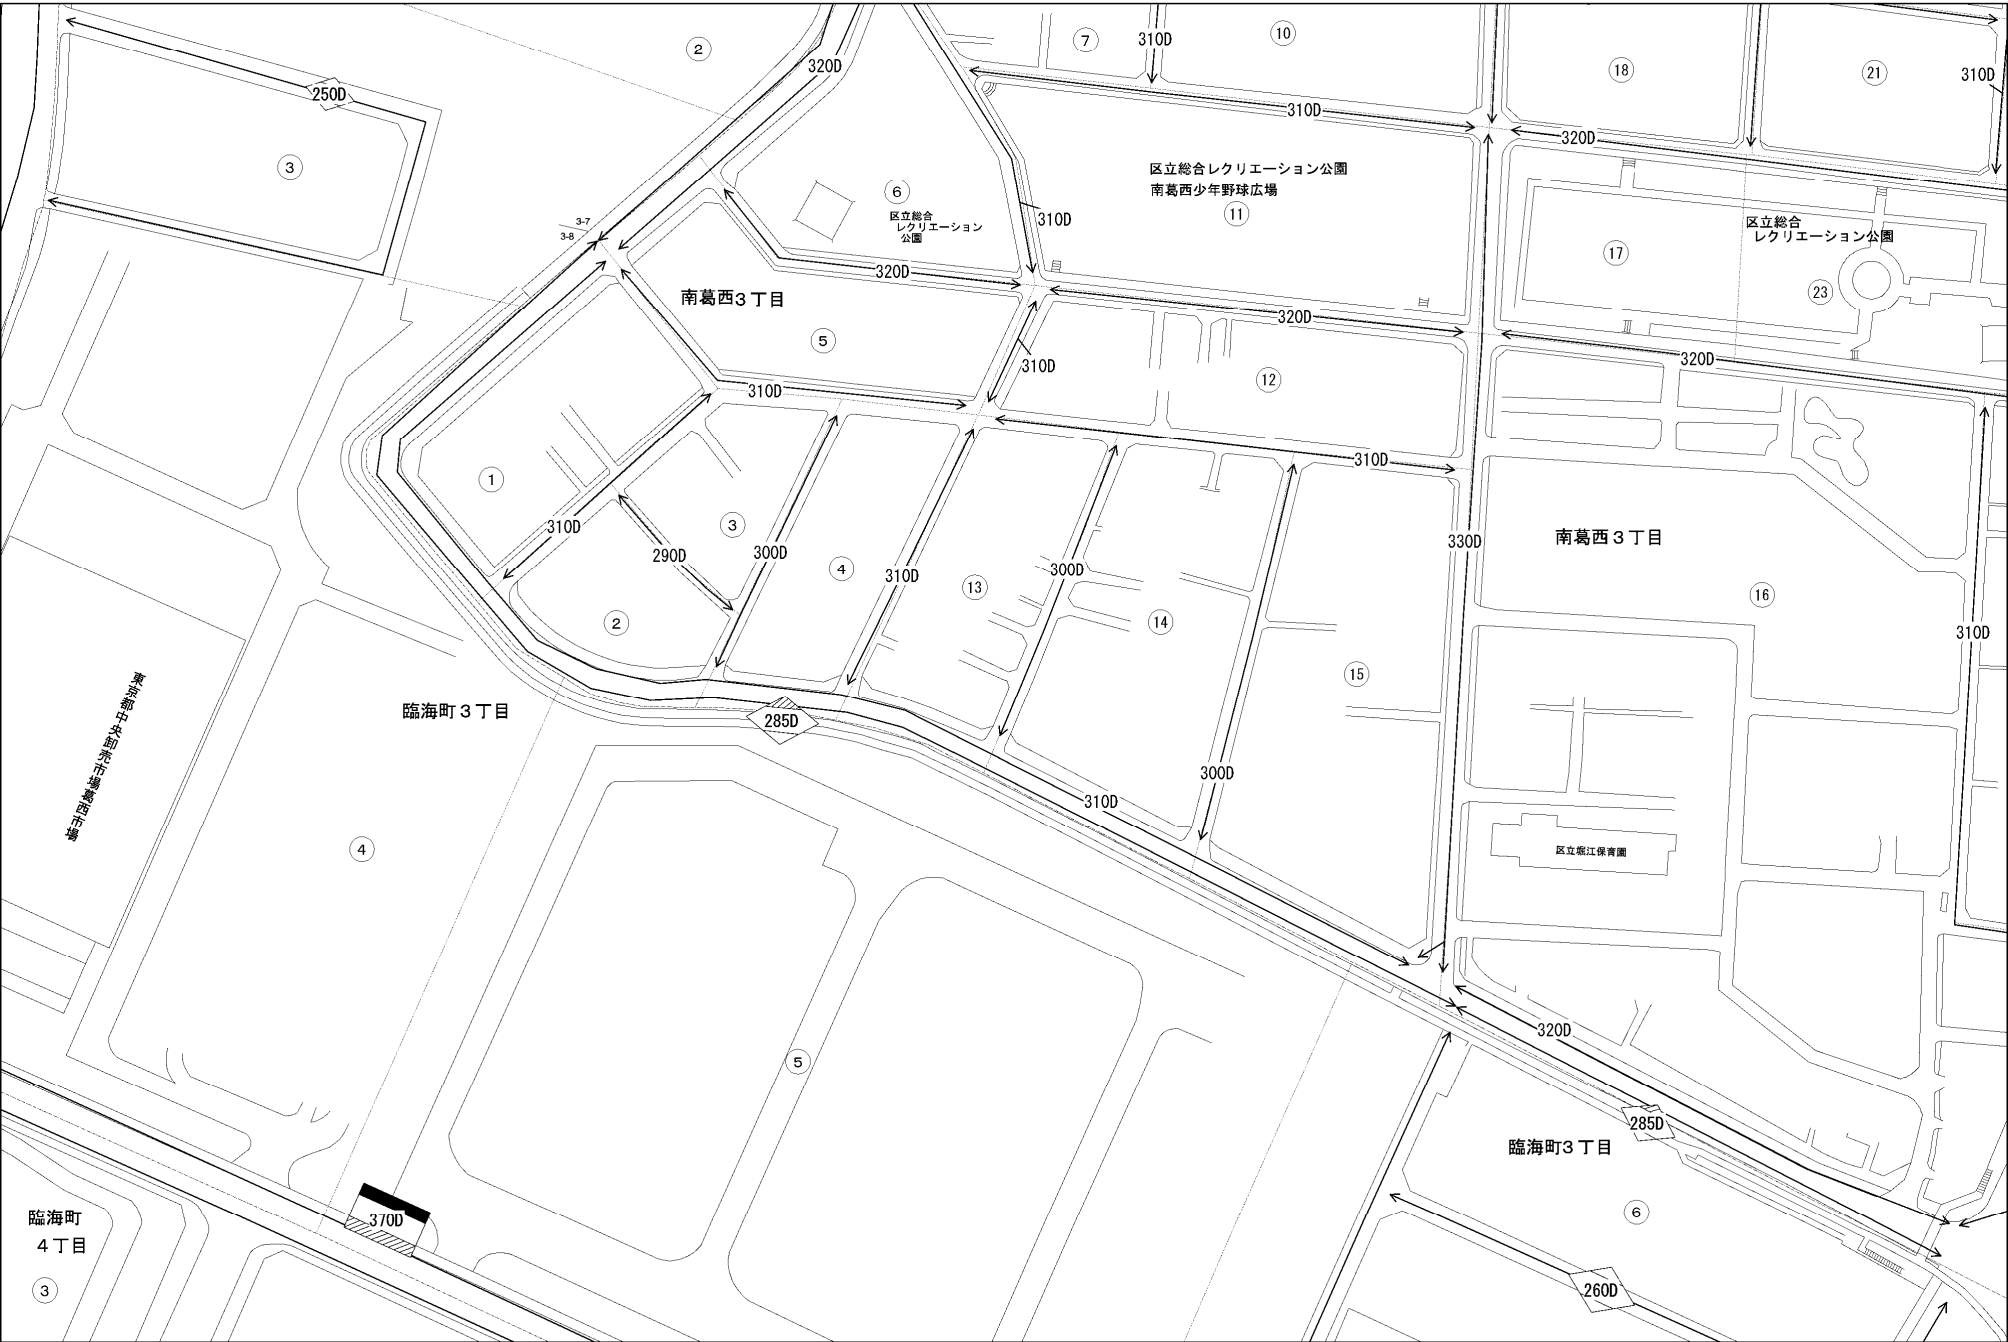 ②
⑦
310D
⑩
⑱
㉑
310D
320D
250D
310D
320D
③
区立総合レクリエーション公園
南葛西少年野球広場
⑪
⑥
区立総合
レクリエーション
公園
310D
3-7
3-8
区立総合
レクリエーション公園
⑰
㉓
320D
南葛西3丁目
320D
⑤
310D
⑫
320D
310D
310D
①
310D
③
290D
300D
④
310D
⑬
300D
330D
南葛西3丁目
⑯
②
⑭
310D
⑮
臨海町3丁目
285D
東京都中央卸売市場葛西市場
300D
310D
④
区立堀江保育園
320D
⑤
285D
臨海町3丁目
臨海町
4丁目
370D
⑥
③
260D